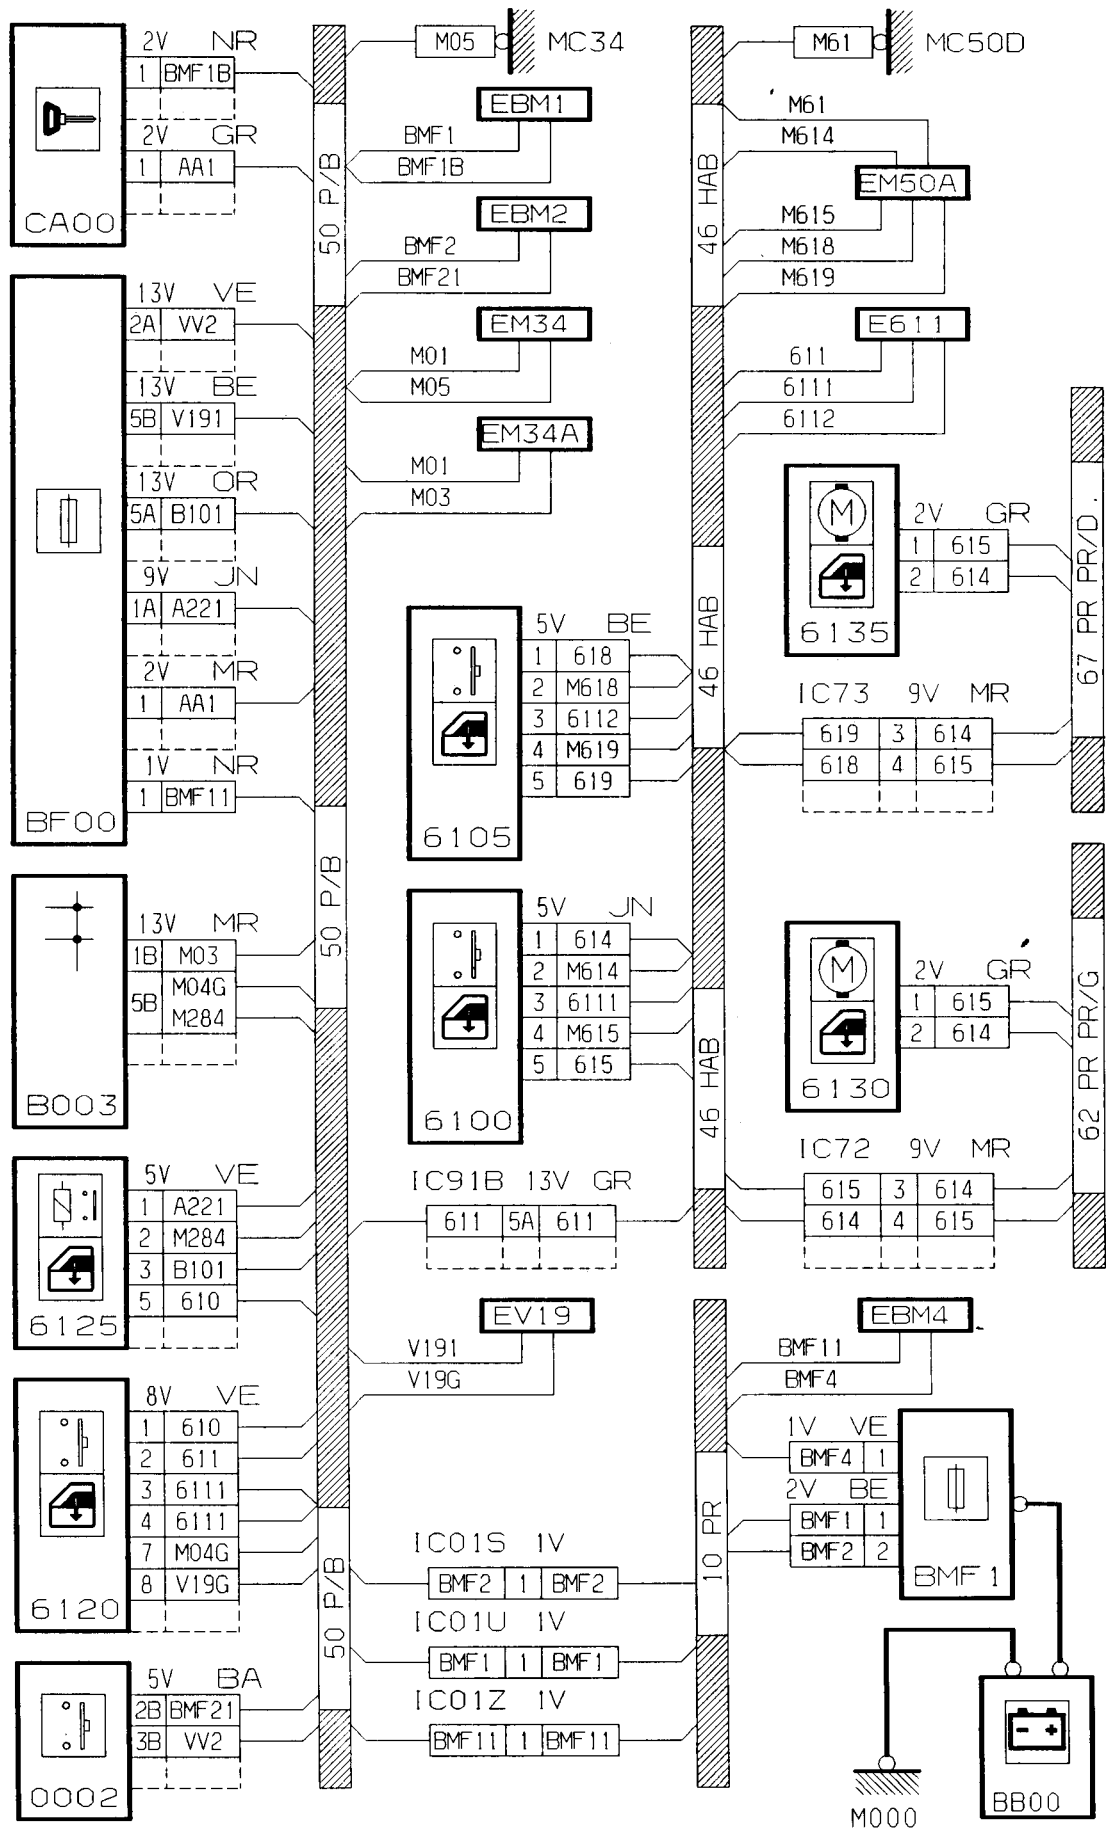 2V NR
1 BMF1B
2V GR
1 AA1
CA00
13V VE
2A VV2
13V BE
5B V191
13V OR
5A B101
9V JN
1A A221
2V MR
1 AA1
1V NR
1 BMF11
BF00
13V MR
1B M03
5B M04G
M284
B003
5V VE
1 A221
2 M284
3 B101
5 610
6125
8V VE
1 610
2 611
3 6111
4 6111
7 M04G
8 V19G
6120
5V BA
2B BMF21
3B VV2
0002
50 P/B
50 P/B
50 P/B
M05 MC34
EBM1
BMF1
BMF1B
EBM2
BMF2
BMF21
EM34
M01
M05
EM34A
M01
M03
5V BE
1 618
2 M618
3 6112
4 M619
5 619
6105
5V JN
1 614
2 M614
3 6111
4 M615
5 615
6100
IC91B 13V GR
611 5A 611
EV19
V191
V19G
IC01S 1V
BMF2 1 BMF2
IC01U 1V
BMF1 1 BMF1
IC01Z 1V
BMF11 1 BMF11
46 HAB
46 HAB
46 HAB
10 PR
M61 MC50D
M61
M614
EM50A
M615
M618
M619
E611
611
6111
6112
M
2V GR
1 615
2 614
6135
IC73 9V MR
619 3 614
618 4 615
67 PR PR/D
M
2V GR
1 615
2 614
6130
IC72 9V MR
615 3 614
614 4 615
62 PR PR/G
EBM4
BMF11
BMF4
1V VE
BMF4 1
2V BE
BMF1 1
BMF2 2
BMF1
- +
BB00
M000